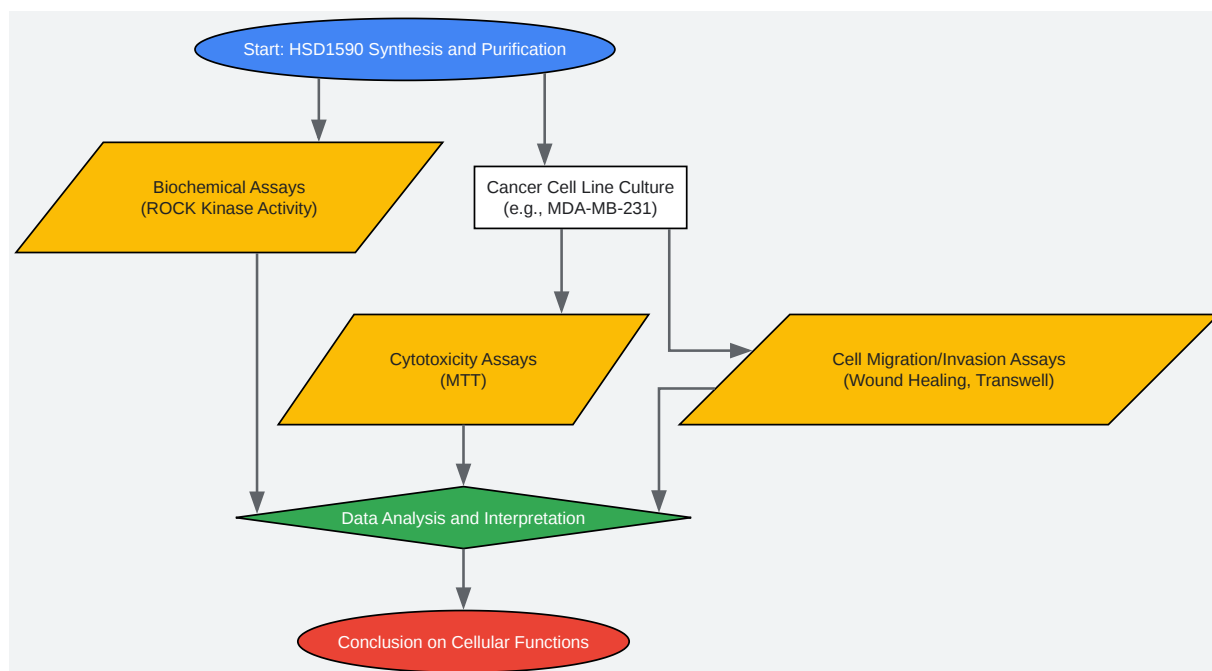 Start: HSD1590 Synthesis and Purification
Biochemical Assays
(ROCK Kinase Activity)
Cancer Cell Line Culture
(e.g., MDA-MB-231)
Cytotoxicity Assays
(MTT)
Cell Migration/Invasion Assays
(Wound Healing, Transwell)
Data Analysis and Interpretation
Conclusion on Cellular Functions